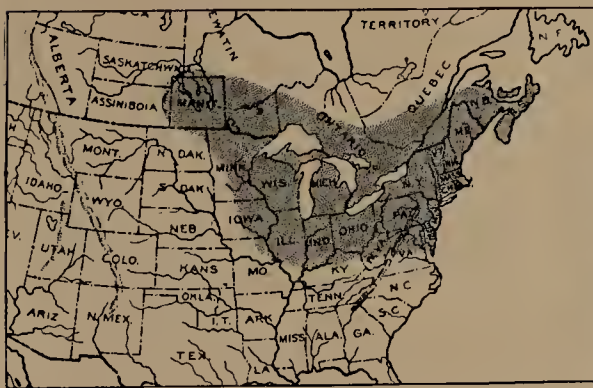 TERRITORY
N.F.
ALBERTA
SASKATCHWN
ASSINIBOIA
MANIT.
ONTARIO
QUEBEC
N.B.
ME.
MONT.
N. DAK.
MINN.
IDAHO
WYO.
S. DAK.
WIS.
MICH.
N.Y.
NEB.
IOWA
ILL.
IND.
OHIO
PA.
UTAH
COLO.
KANS.
MO.
KY.
VA.
ARIZ.
N. MEX.
OKLA.
I.T.
ARK.
TENN.
N.C.
S.C.
TEX.
LA.
MISS.
ALA.
GA.